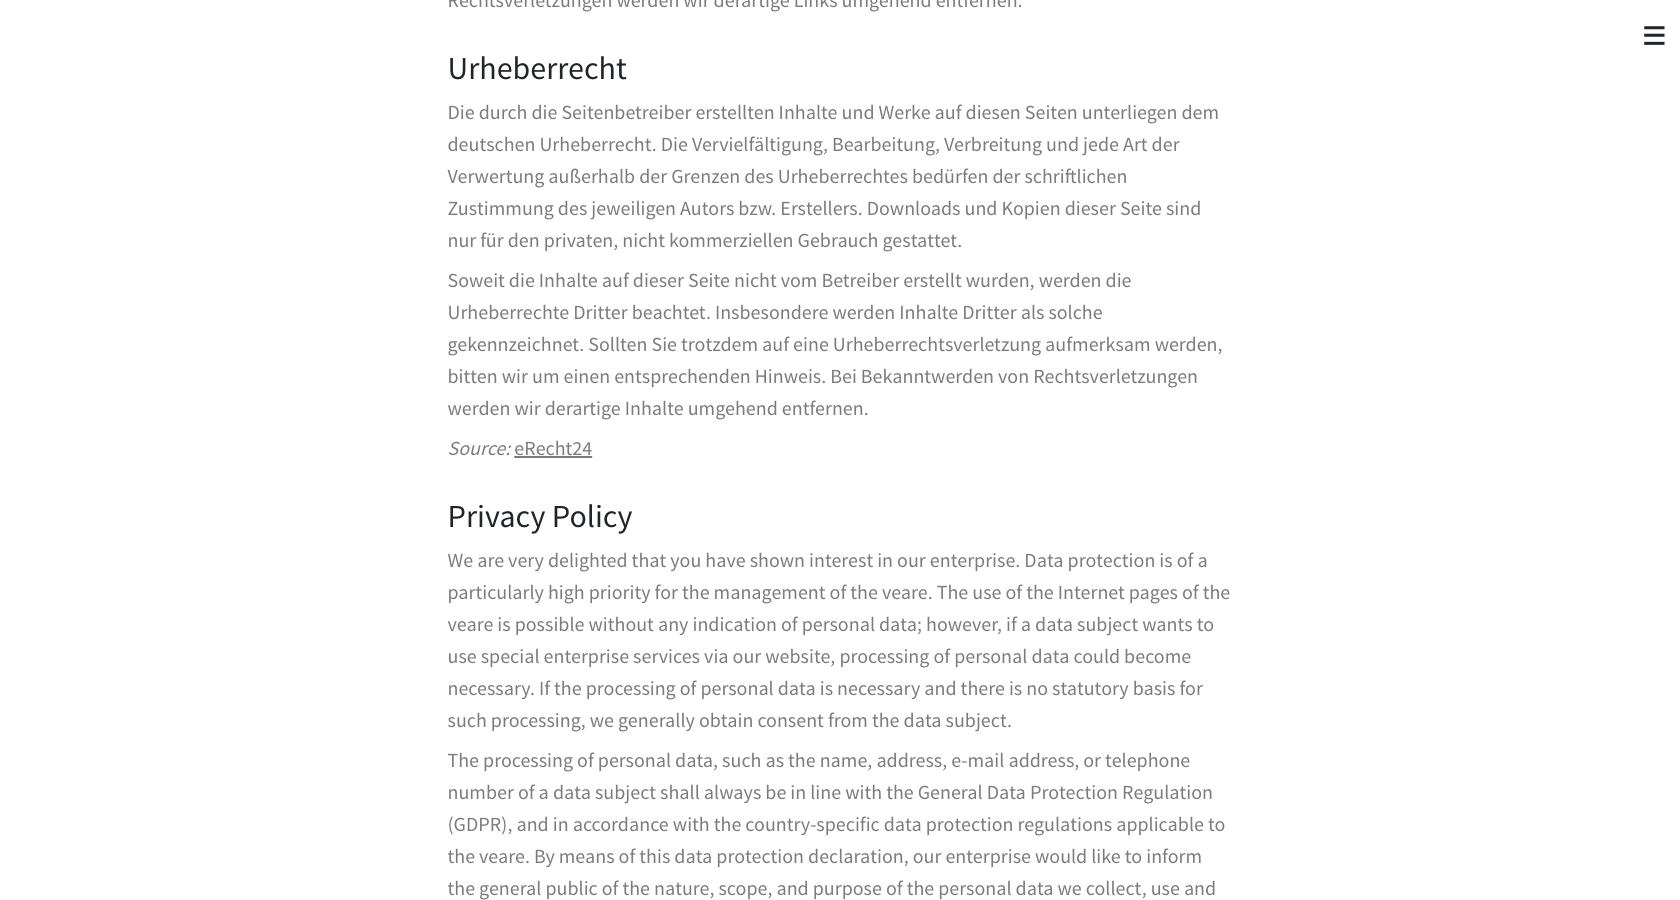 Rechtsverletzungen werden wir derartige Links umgehend entfernen.
Urheberrecht
Die durch die Seitenbetreiber erstellten Inhalte und Werke auf diesen Seiten unterliegen dem
deutschen Urheberrecht. Die Vervielfältigung, Bearbeitung, Verbreitung und jede Art der
Verwertung außerhalb der Grenzen des Urheberrechtes bedürfen der schriftlichen
Zustimmung des jeweiligen Autors bzw. Erstellers. Downloads und Kopien dieser Seite sind
nur für den privaten, nicht kommerziellen Gebrauch gestattet.
Soweit die Inhalte auf dieser Seite nicht vom Betreiber erstellt wurden, werden die
Urheberrechte Dritter beachtet. Insbesondere werden Inhalte Dritter als solche
gekennzeichnet. Sollten Sie trotzdem auf eine Urheberrechtsverletzung aufmerksam werden,
bitten wir um einen entsprechenden Hinweis. Bei Bekanntwerden von Rechtsverletzungen
werden wir derartige Inhalte umgehend entfernen.
Source: eRecht24
Privacy Policy
We are very delighted that you have shown interest in our enterprise. Data protection is of a
particularly high priority for the management of the veare. The use of the Internet pages of the
veare is possible without any indication of personal data; however, if a data subject wants to
use special enterprise services via our website, processing of personal data could become
necessary. If the processing of personal data is necessary and there is no statutory basis for
such processing, we generally obtain consent from the data subject.
The processing of personal data, such as the name, address, e-mail address, or telephone
number of a data subject shall always be in line with the General Data Protection Regulation
(GDPR), and in accordance with the country-specific data protection regulations applicable to
the veare. By means of this data protection declaration, our enterprise would like to inform
the general public of the nature, scope, and purpose of the personal data we collect, use and